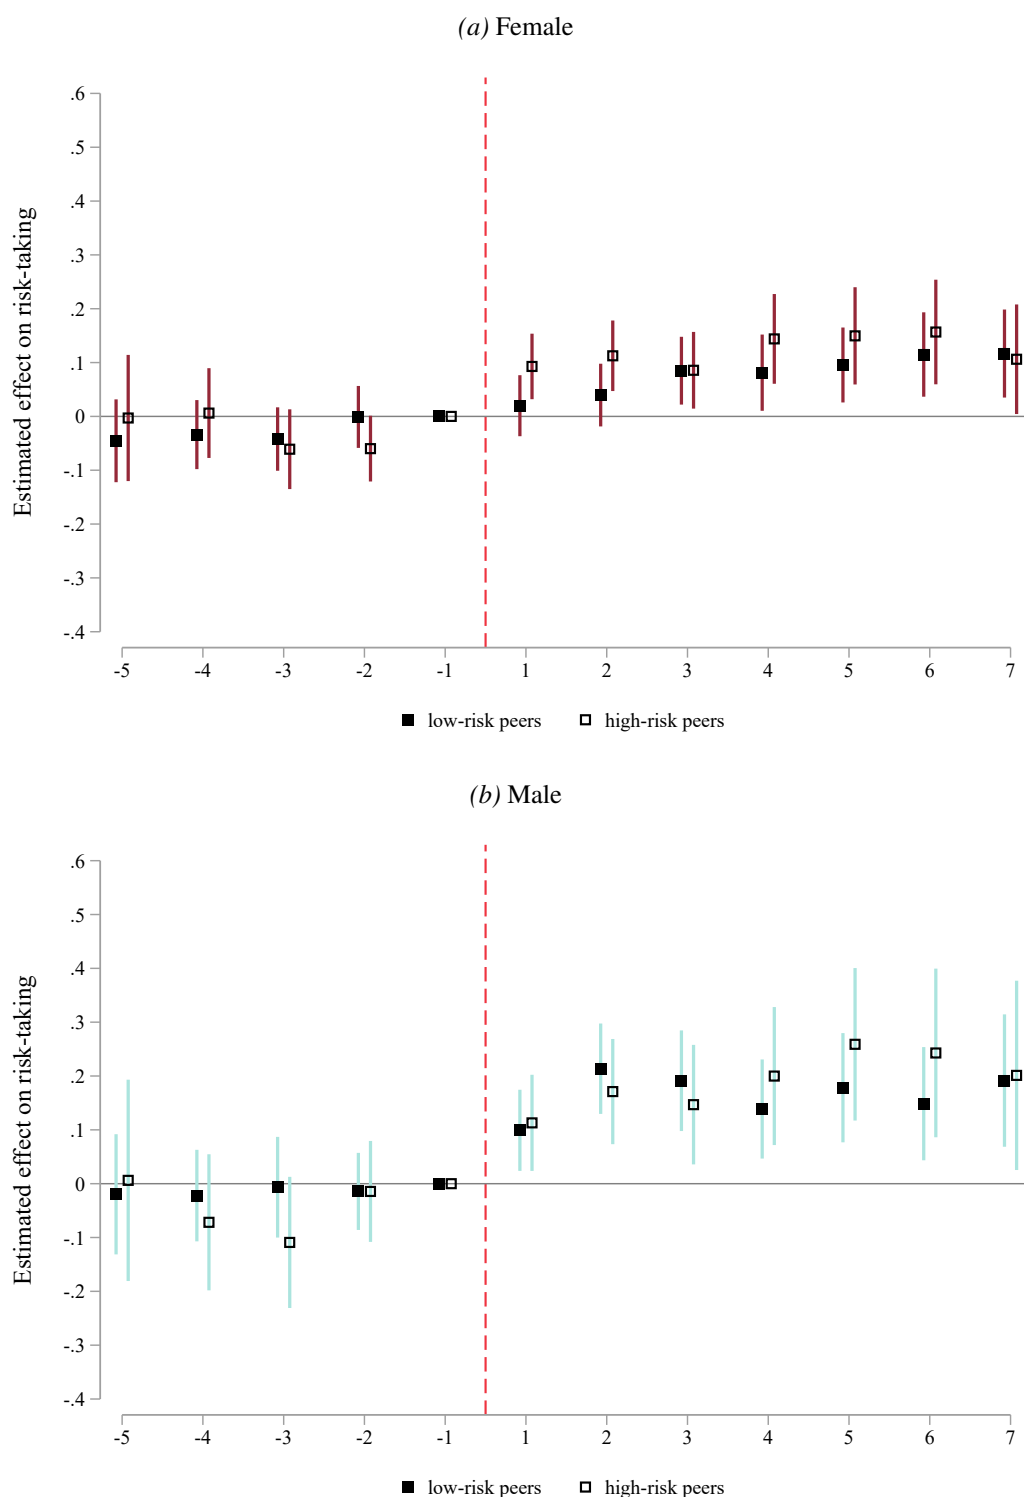 (a) Female
.6
.5
.4
.3
.2
.1
0
-.1
-.2
-.3
-.4
Estimated effect on risk-taking
-5 -4 -3 -2 -1 1 2 3 4 5 6 7
low-risk peers high-risk peers
(b) Male
.6
.5
.4
.3
.2
.1
0
-.1
-.2
-.3
-.4
Estimated effect on risk-taking
-5 -4 -3 -2 -1 1 2 3 4 5 6 7
low-risk peers high-risk peers